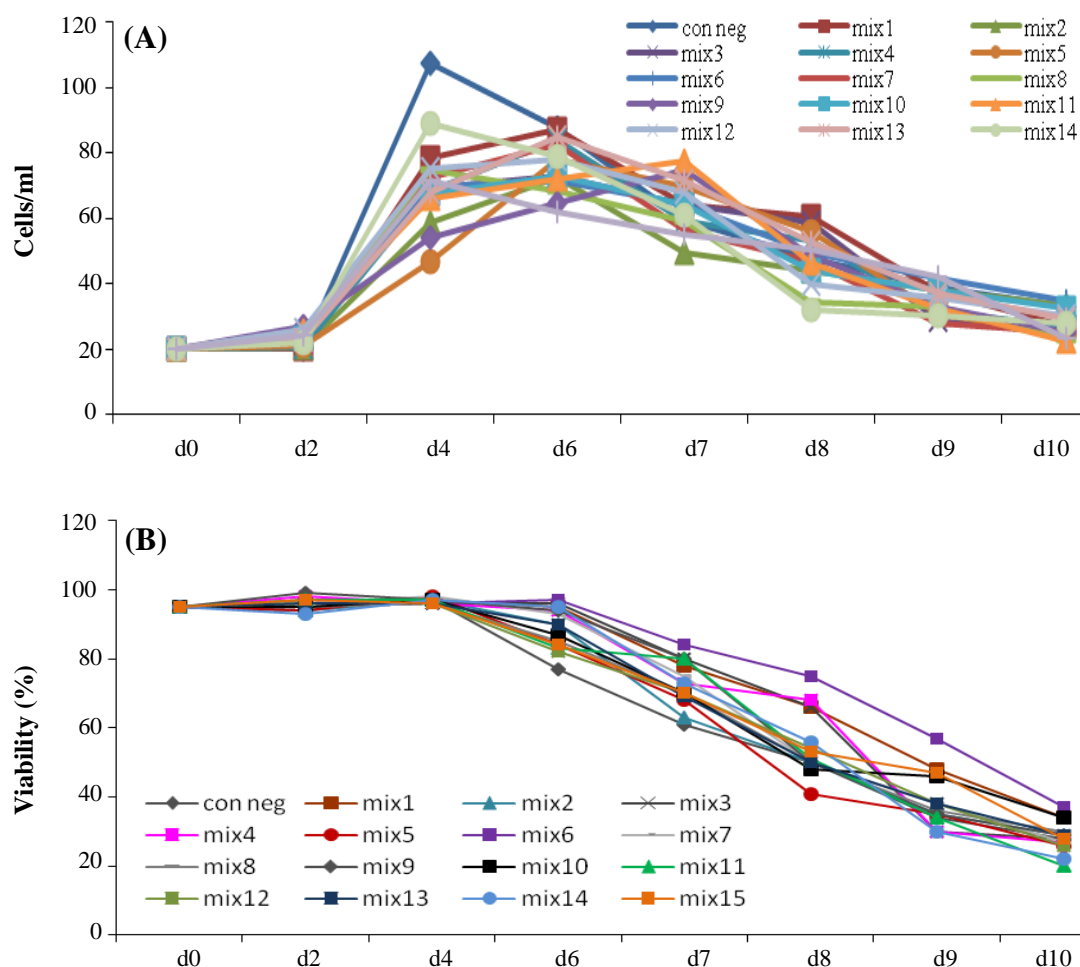 120
(A)
con neg mix1 mix2
100
mix3 mix4 mix5
mix6 mix7 mix8
80
mix9 mix10 mix11
mix12 mix13 mix14
Cells/ml
60
40
20
0
d0 d2 d4 d6 d7 d8 d9 d10
120
(B)
100
80
Viability (%)
60
40
con neg mix1 mix2 mix3
mix4 mix5 mix6 mix7
20
mix8 mix9 mix10 mix11
mix12 mix13 mix14 mix15
0
d0 d2 d4 d6 d7 d8 d9 d10